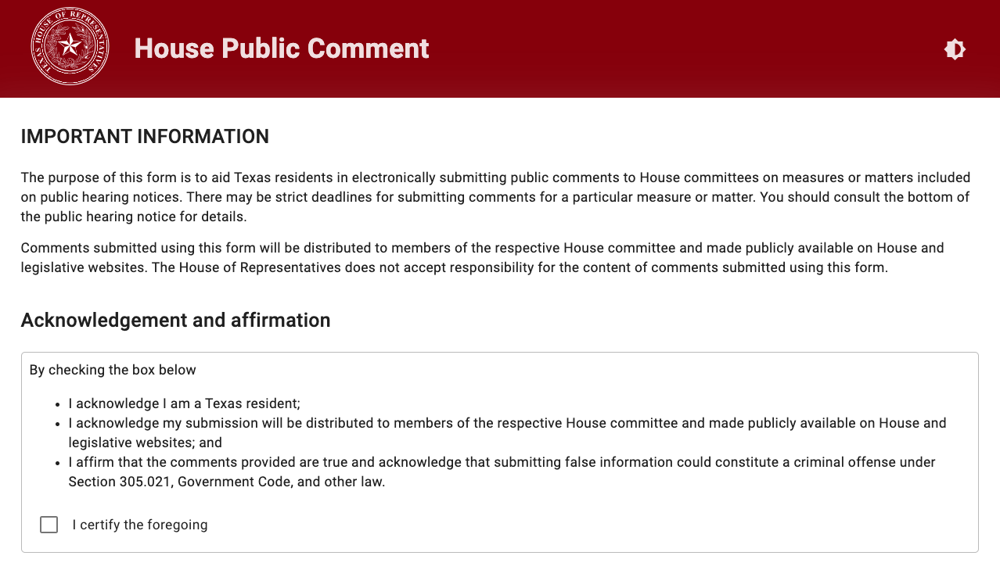 TEXAS HOUSE OF REPRESENTATIVES
House Public Comment
IMPORTANT INFORMATION
The purpose of this form is to aid Texas residents in electronically submitting public comments to House committees on measures or matters included
on public hearing notices. There may be strict deadlines for submitting comments for a particular measure or matter. You should consult the bottom of
the public hearing notice for details.
Comments submitted using this form will be distributed to members of the respective House committee and made publicly available on House and
legislative websites. The House of Representatives does not accept responsibility for the content of comments submitted using this form.
Acknowledgement and affirmation
By checking the box below
• I acknowledge I am a Texas resident;
• I acknowledge my submission will be distributed to members of the respective House committee and made publicly available on House and
legislative websites; and
• I affirm that the comments provided are true and acknowledge that submitting false information could constitute a criminal offense under
Section 305.021, Government Code, and other law.
I certify the foregoing